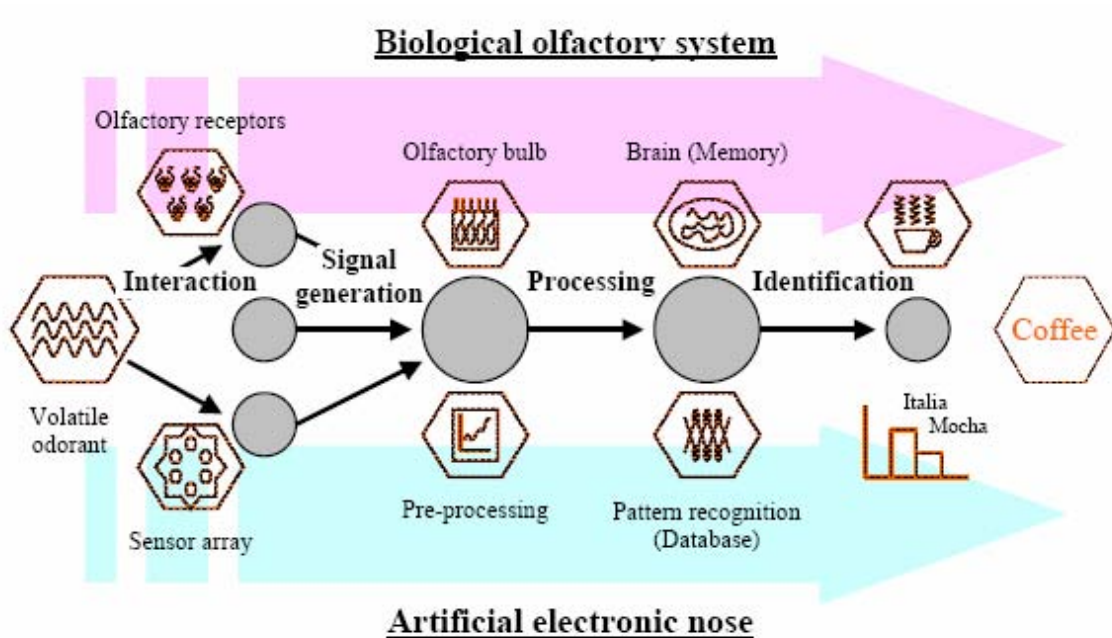 Biological olfactory system
Olfactory receptors
Olfactory bulb
Brain (Memory)
Interaction
Signal
generation
Processing
Identification
Coffee
Volatile
odorant
Italia
Mocha
Sensor array
Pre-processing
Pattern recognition
(Database)
Artificial electronic nose